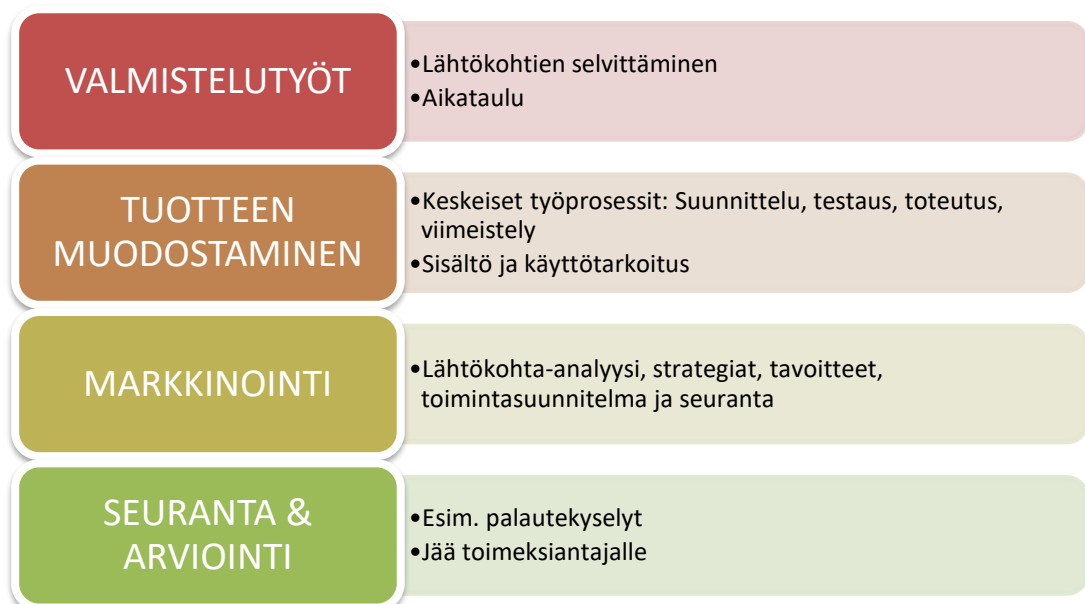 VALMISTELUTYÖT
•Lähtökohtien selvittäminen
•Aikataulu
TUOTTEEN
MUODOSTAMINEN
•Keskeiset työprosessit: Suunnittelu, testaus, toteutus,
viimeistely
•Sisältö ja käyttötarkoitus
MARKKINOINTI
•Lähtökohta-analyysi, strategiat, tavoitteet,
toimintasuunnitelma ja seuranta
SEURANTA &
ARVIOINTI
•Esim. palautekyselyt
•Jää toimeksiantajalle